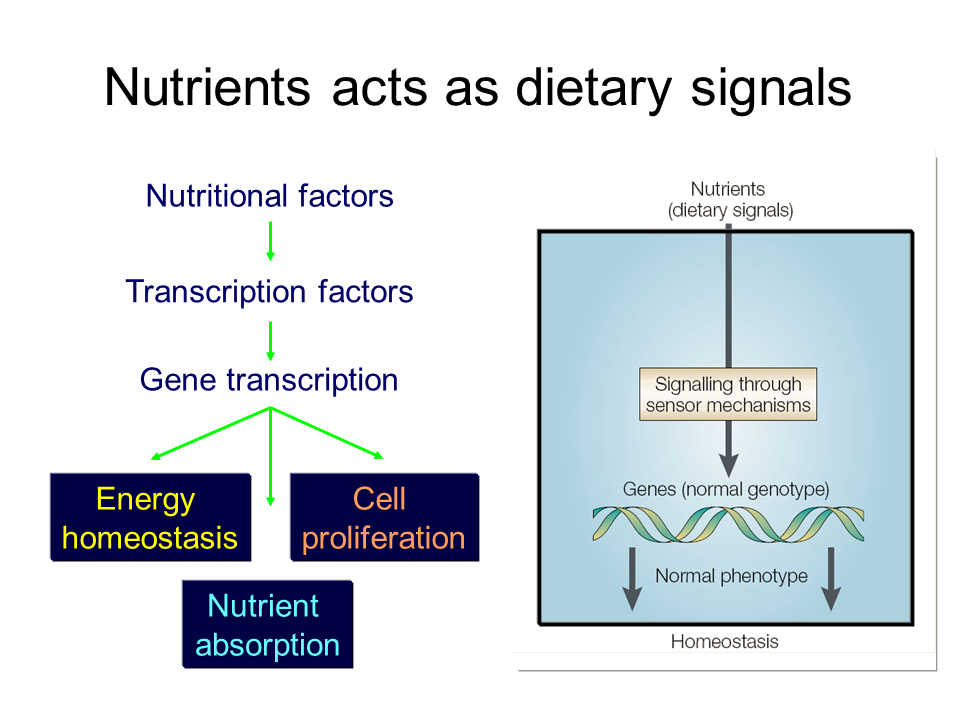 Nutrients acts as dietary signals
Nutritional factors
Transcription factors
Gene transcription
Energy
homeostasis
Cell
proliferation
Nutrient
absorption
Nutrients
(dietary signals)
Signalling through
sensor mechanisms
Genes (normal genotype)
Normal phenotype
Homeostasis